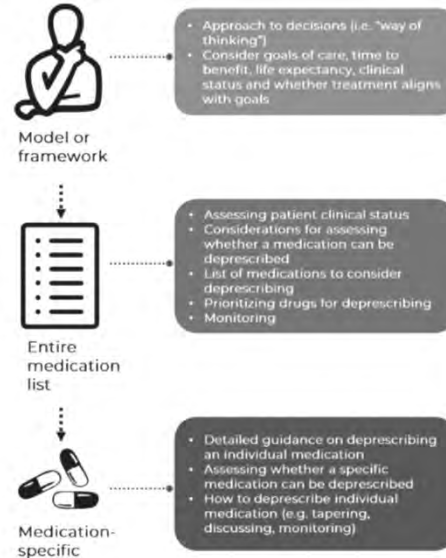 • Approach to decisions (i.e. "way of
thinking")
• Consider goals of care, time to
benefit, life expectancy, clinical
status and whether treatment aligns
with goals
Model or
framework
• Assessing patient clinical status
• Considerations for assessing
whether a medication can be
deprescribed
• List of medications to consider
deprescribing
• Prioritizing drugs for deprescribing
• Monitoring
Entire
medication
list
• Detailed guidance on deprescribing
an individual medication
• Assessing whether a specific
medication can be deprescribed
• How to deprescribe individual
medication (e.g. tapering,
discussing, monitoring)
Medication-
specific